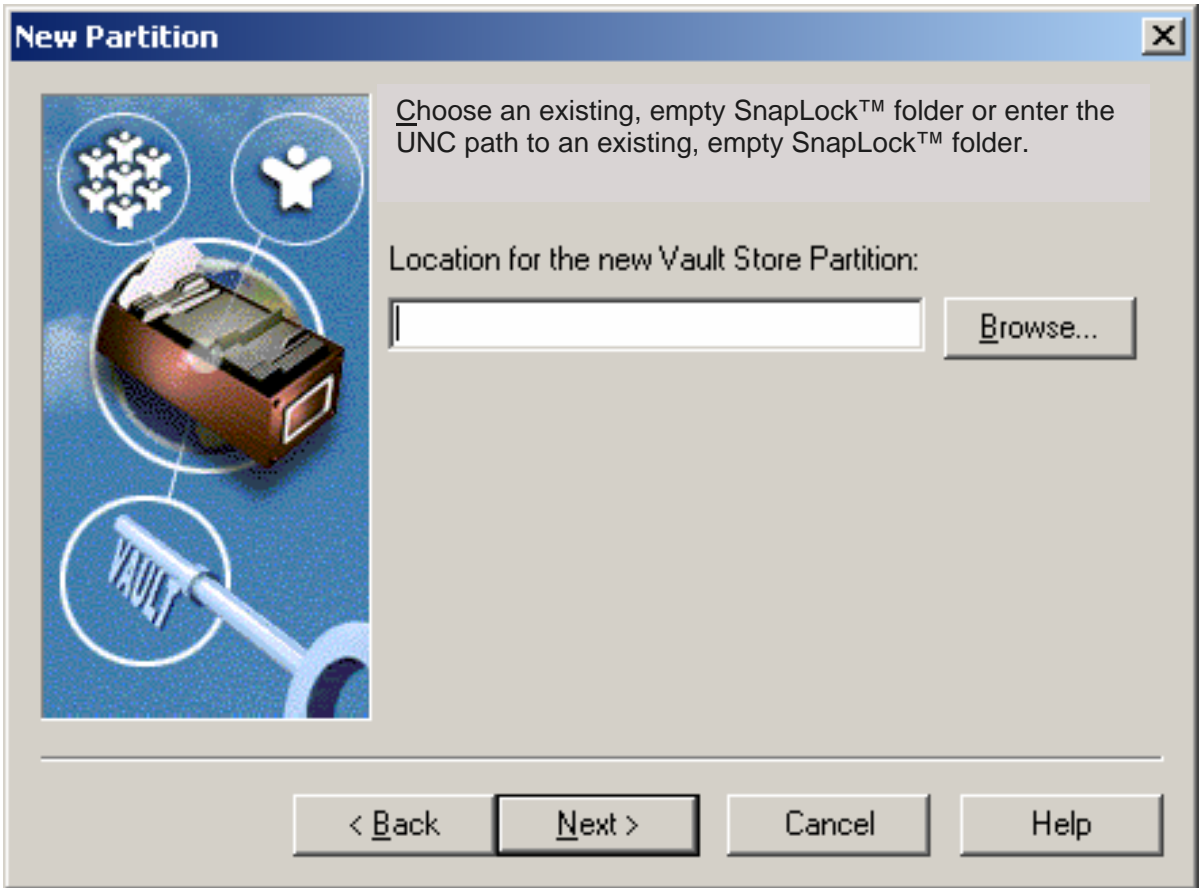 New Partition
Choose an existing, empty SnapLock™ folder or enter the
UNC path to an existing, empty SnapLock™ folder.
Location for the new Vault Store Partition:
Browse...
VAULT
< Back
Next >
Cancel
Help